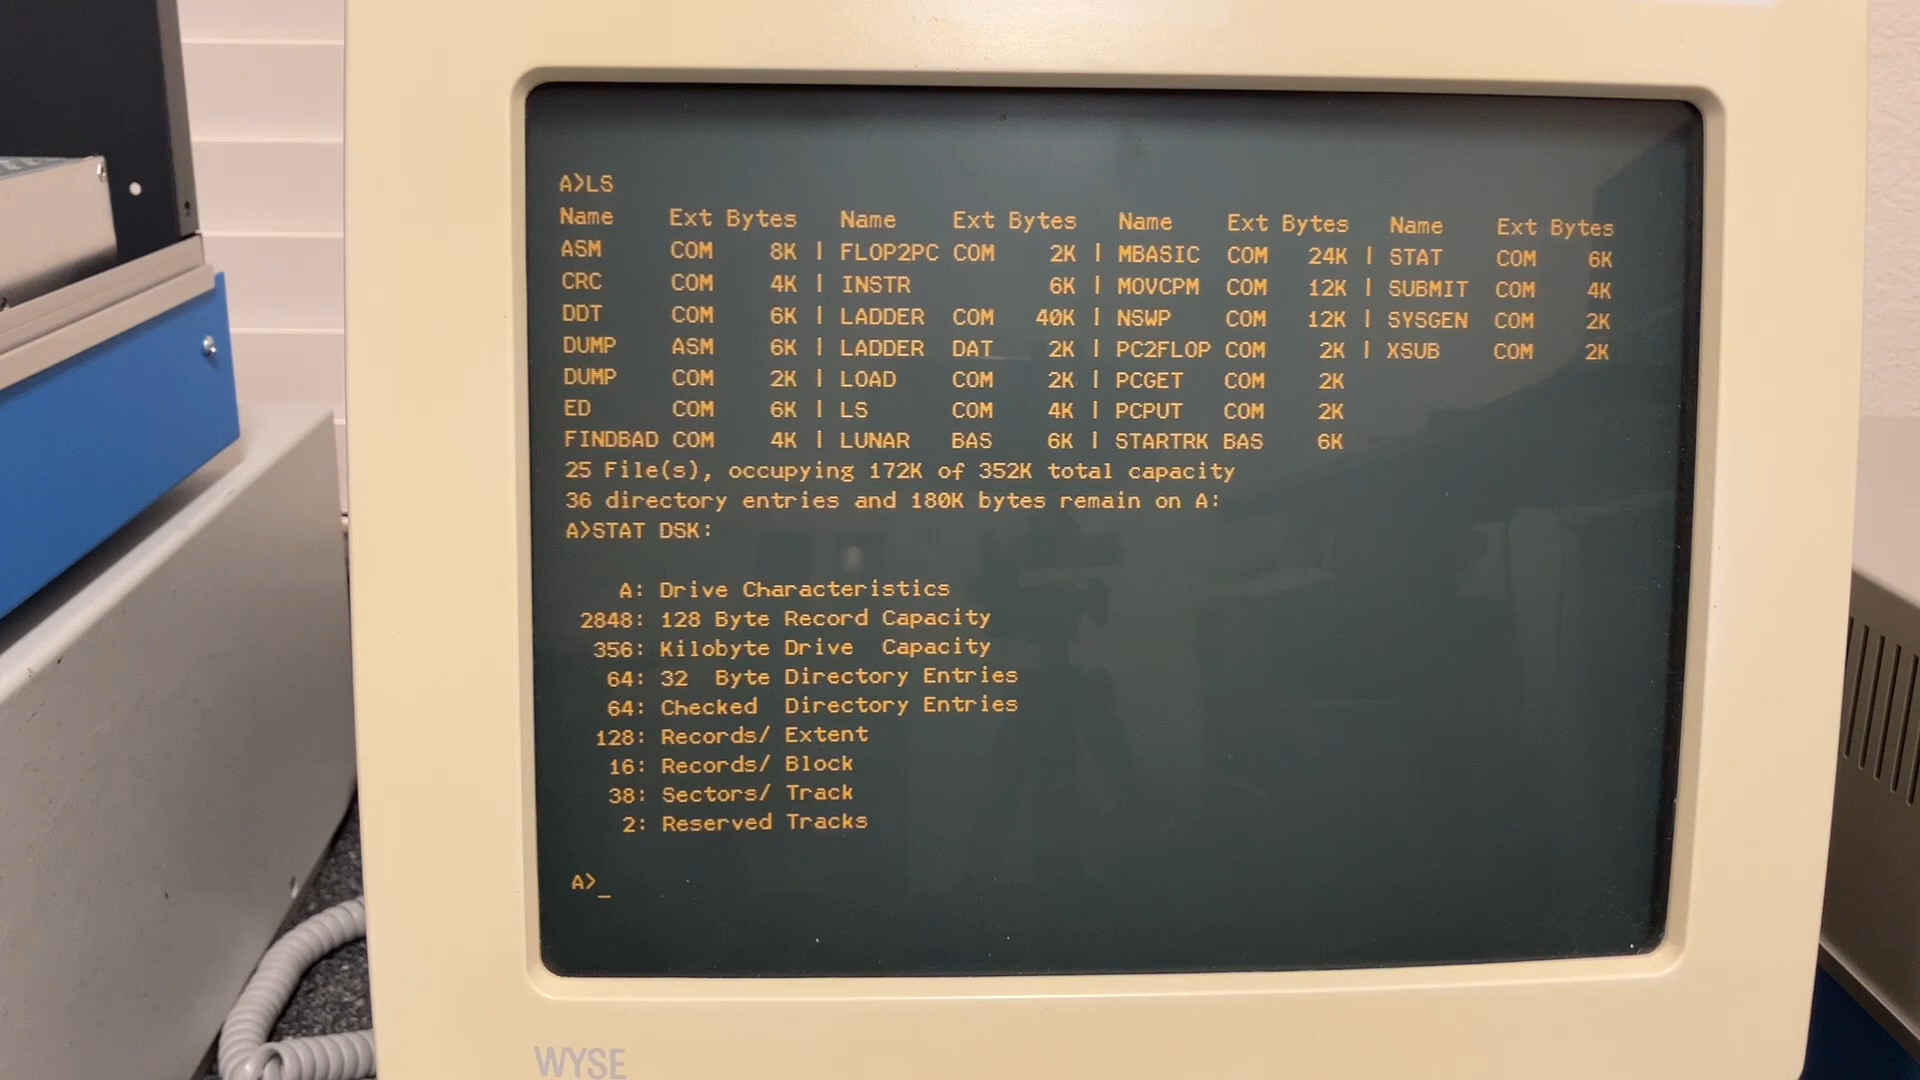 A>LS
Name Ext Bytes Name Ext Bytes Name Ext Bytes Name Ext Bytes
ASM COM 8K | FLOP2PC COM 2K | MBASIC COM 24K | STAT COM 6K
CRC COM 4K | INSTR 6K | MOVCPM COM 12K | SUBMIT COM 4K
DDT COM 6K | LADDER COM 40K | NSWP COM 12K | SYSGEN COM 2K
DUMP ASM 6K | LADDER DAT 2K | PC2FLOP COM 2K | XSUB COM 2K
DUMP COM 2K | LOAD COM 2K | PCGET COM 2K
ED COM 6K | LS COM 4K | PCPUT COM 2K
FINDBAD COM 4K | LUNAR BAS 6K | STARTRK BAS 6K
25 File(s), occupying 172K of 352K total capacity
36 directory entries and 180K bytes remain on A:
A>STAT DSK:
A: Drive Characteristics
2848: 128 Byte Record Capacity
356: Kilobyte Drive Capacity
64: 32 Byte Directory Entries
64: Checked Directory Entries
128: Records/ Extent
16: Records/ Block
38: Sectors/ Track
2: Reserved Tracks
A>_
WYSE